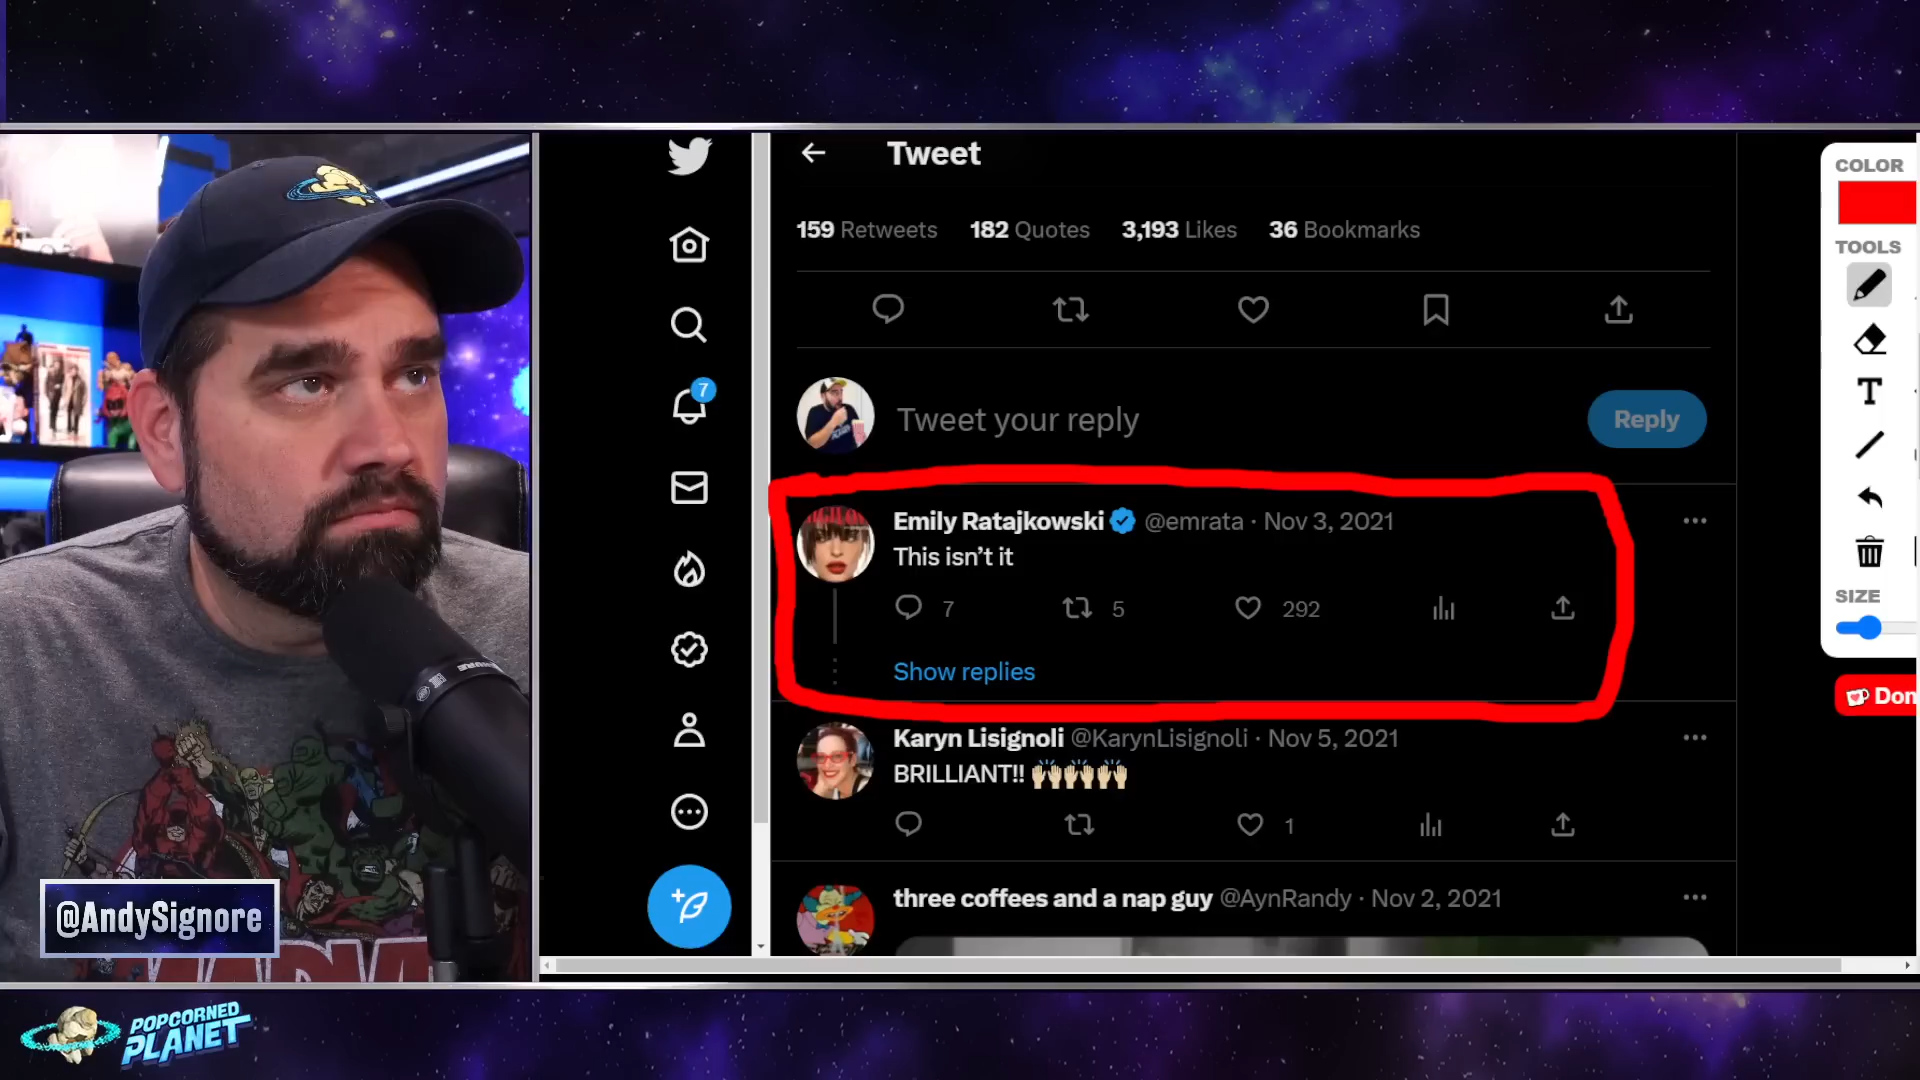 Tweet
159 Retweets 182 Quotes 3,193 Likes 36 Bookmarks
7
Tweet your reply
Reply
Emily Ratajkowski @emrata · Nov 3, 2021
This isn't it
7 5 292
Show replies
Karyn Lisignoli @KarynLisignoli · Nov 5, 2021
BRILLIANT!! 🙌🏼🙌🏼🙌🏼
1
three coffees and a nap guy @AynRandy · Nov 2, 2021
COLOR
TOOLS
T
SIZE
Don
@AndySignore
POPCORNED
PLANET